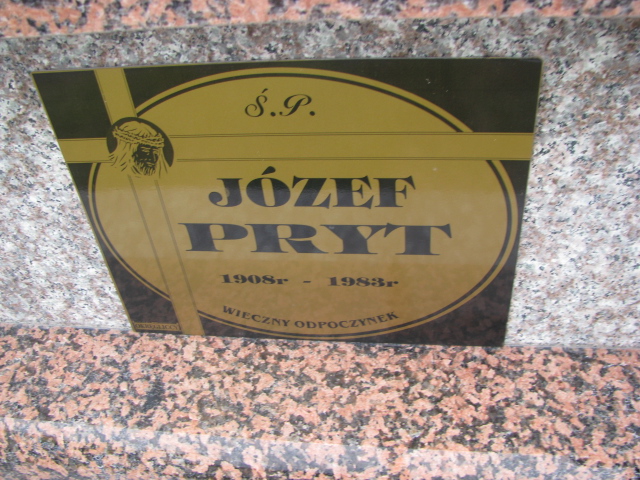 Ś.P.
JÓZEF
PRYT
1908r - 1983r
WIECZNY ODPOCZYNEK